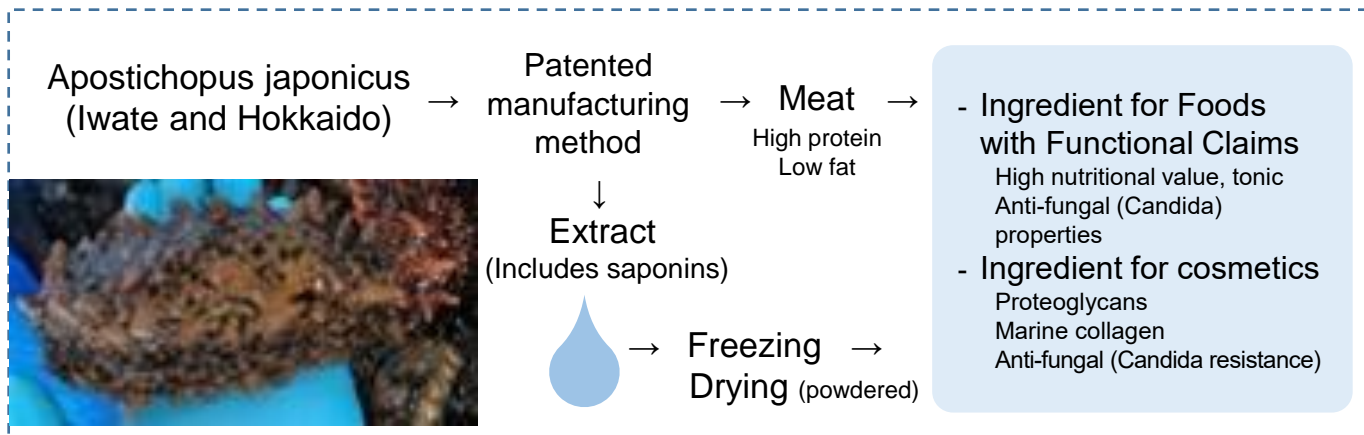 Apostichopus japonicus
(Iwate and Hokkaido)
→
Patented
manufacturing
method
→
Meat
High protein
Low fat
→
↓
Extract
(Includes saponins)
→
Freezing
Drying (powdered)
→
- Ingredient for Foods
with Functional Claims
High nutritional value, tonic
Anti-fungal (Candida)
properties
- Ingredient for cosmetics
Proteoglycans
Marine collagen
Anti-fungal (Candida resistance)